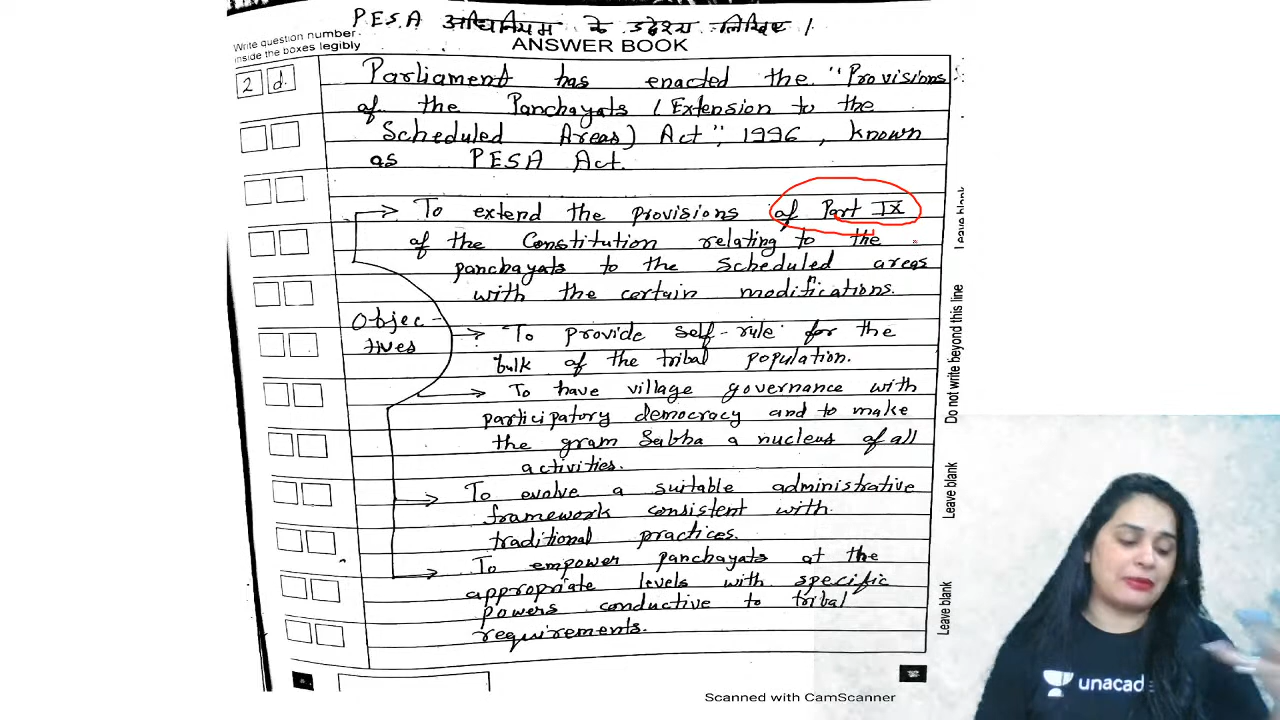 P.E.S.A अधिनियम के उद्देश्य लिखिए ।
Write question number
inside the boxes legibly
ANSWER BOOK
2 d.
Parliament has enacted the "Provisions
of the Panchayats (Extension to the
Scheduled Areas) Act", 1996, known
as PESA Act.
To extend the provisions of Part IX
of the Constitution relating to the
panchayats to the Scheduled areas
with the certain modifications.
Objec-
tives
To provide self-rule for the
bulk of the tribal population.
To have village governance with
participatory democracy and to make
the gram Sabha a nucleus of all
activities.
To evolve a suitable administrative
framework consistent with
traditional practices.
To empower panchayats at the
appropriate levels with specific
powers conductive to tribal
requirements.
Leave blank
Do not write beyond this line
Leave blank
Leave blank
Scanned with CamScanner
unacade